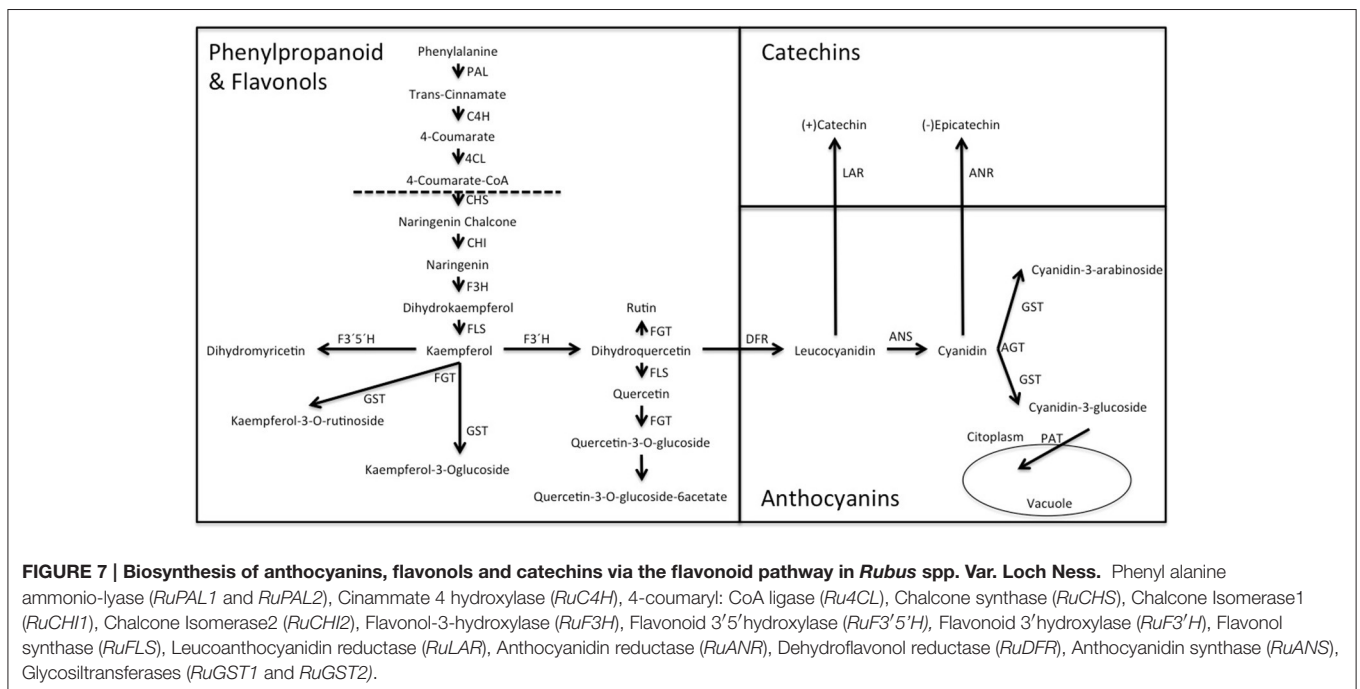 Phenylpropanoid
& Flavonols
Phenylalanine
PAL
Trans-Cinnamate
C4H
4-Coumarate
4CL
4-Coumarate-CoA
CHS
Naringenin Chalcone
CHI
Naringenin
F3H
Dihydrokaempferol
FLS
Dihydromyricetin
F3´5´H
Kaempferol
F3´H
Rutin
FGT
Dihydroquercetin
FGT
GST
Kaempferol-3-O-rutinoside
GST
Kaempferol-3-Oglucoside
FLS
Quercetin
FGT
Quercetin-3-O-glucoside
Quercetin-3-O-glucoside-6acetate
Catechins
(+)Catechin
(-)Epicatechin
LAR
ANR
DFR
Leucocyanidin
ANS
Cyanidin
Cyanidin-3-arabinoside
GST
AGT
GST
Cyanidin-3-glucoside
Citoplasm
PAT
Vacuole
Anthocyanins
FIGURE 7 | Biosynthesis of anthocyanins, flavonols and catechins via the flavonoid pathway in Rubus spp. Var. Loch Ness. Phenyl alanine
ammonio-lyase (RuPAL1 and RuPAL2), Cinammate 4 hydroxylase (RuC4H), 4-coumaryl: CoA ligase (Ru4CL), Chalcone synthase (RuCHS), Chalcone Isomerase1
(RuCHI1), Chalcone Isomerase2 (RuCHI2), Flavonol-3-hydroxylase (RuF3H), Flavonoid 3′5′hydroxylase (RuF3′5′H), Flavonoid 3′hydroxylase (RuF3′H), Flavonol
synthase (RuFLS), Leucoanthocyanidin reductase (RuLAR), Anthocyanidin reductase (RuANR), Dehydroflavonol reductase (RuDFR), Anthocyanidin synthase (RuANS),
Glycosiltransferases (RuGST1 and RuGST2).